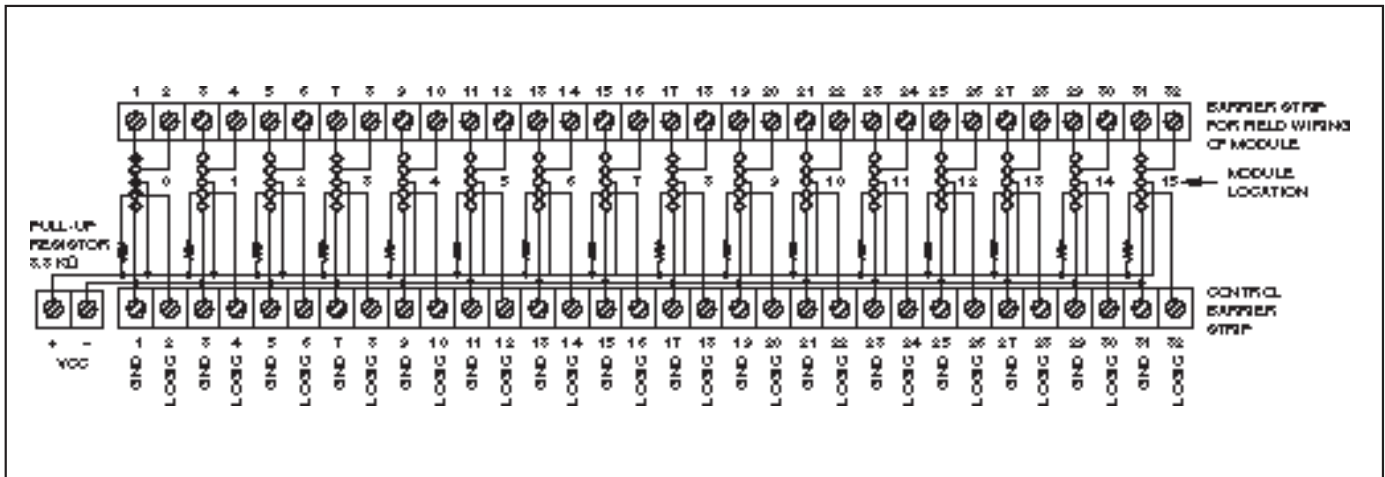 1 2 3 4 5 6 7 8 9 10 11 12 13 14 15 16 17 18 19 20 21 22 23 24 25 26 27 28 29 30 31 32
BARRIER STRIP
FOR FIELD WIRING
OF MODULE
0 1 2 3 4 5 6 7 8 9 10 11 12 13 14 15
MODULE
LOCATION
PULL-UP
RESISTOR
3.3 KΩ
CONTROL
BARRIER
STRIP
+ -
VCC
1 2 3 4 5 6 7 8 9 10 11 12 13 14 15 16 17 18 19 20 21 22 23 24 25 26 27 28 29 30 31 32
GND LOGIC GND LOGIC GND LOGIC GND LOGIC GND LOGIC GND LOGIC GND LOGIC GND LOGIC GND LOGIC GND LOGIC GND LOGIC GND LOGIC GND LOGIC GND LOGIC GND LOGIC GND LOGIC